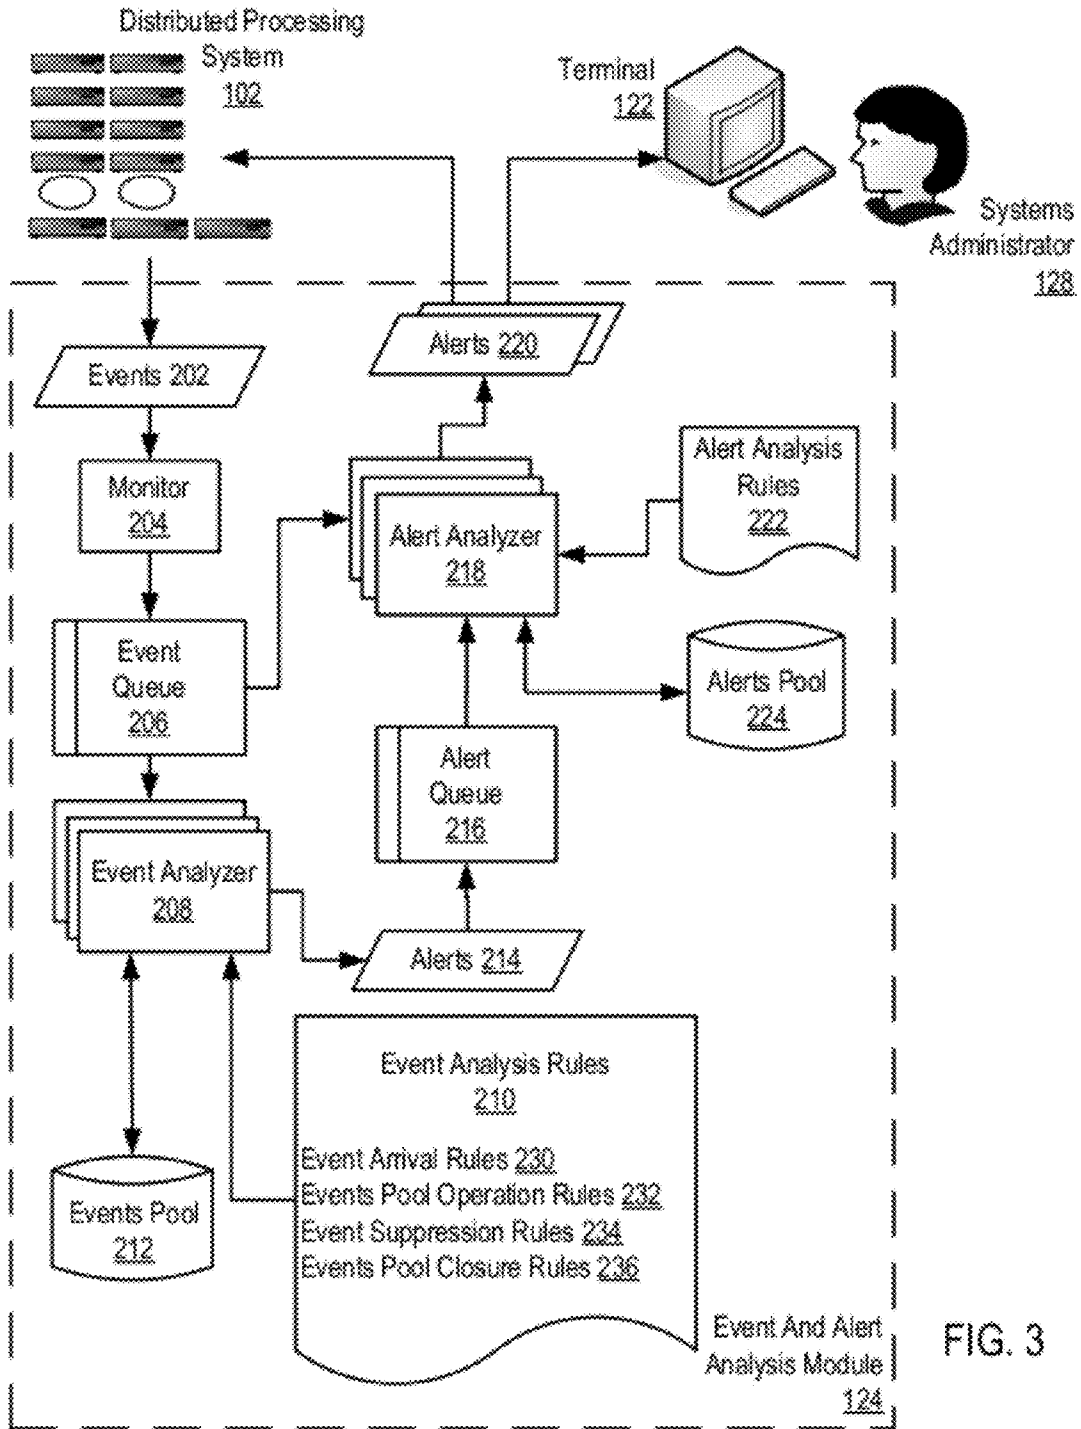 Distributed Processing
System
102
Terminal
122
Systems
Administrator
128
Alerts 220
Events 202
Monitor
204
Alert Analysis
Rules
222
Alert Analyzer
218
Event
Queue
206
Alerts Pool
224
Alert
Queue
216
Event Analyzer
208
Alerts 214
Event Analysis Rules
210
Event Arrival Rules 230
Events Pool Operation Rules 232
Event Suppression Rules 234
Events Pool Closure Rules 236
Events Pool
212
Event And Alert
Analysis Module
124
FIG. 3